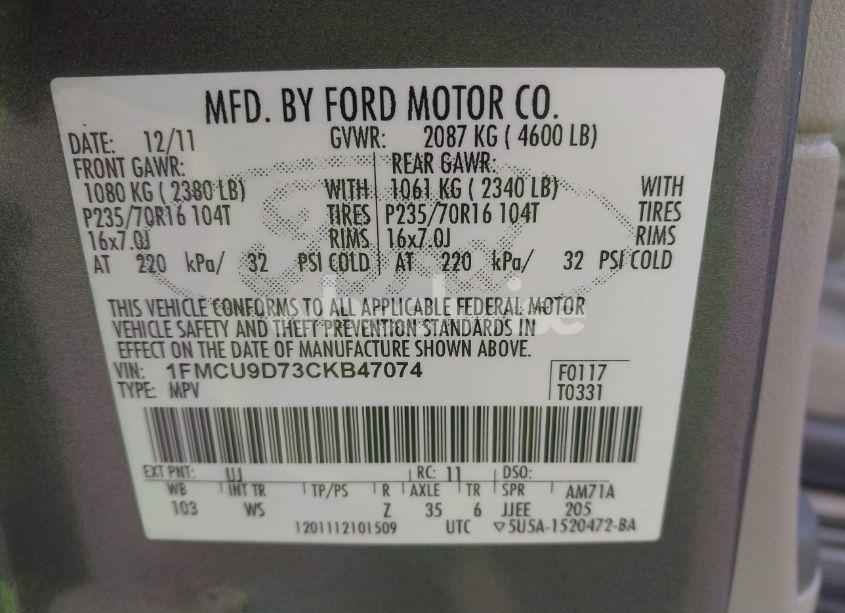 MFD. BY FORD MOTOR CO.
DATE: 12/11 GVWR: 2087 KG ( 4600 LB)
FRONT GAWR: REAR GAWR:
1080 KG ( 2380 LB) WITH 1061 KG ( 2340 LB) WITH
P235/70R16 104T TIRES P235/70R16 104T TIRES
16x7.0J RIMS 16x7.0J RIMS
AT 220 kPa/ 32 PSI COLD AT 220 kPa/ 32 PSI COLD
THIS VEHICLE CONFORMS TO ALL APPLICABLE FEDERAL MOTOR
VEHICLE SAFETY AND THEFT PREVENTION STANDARDS IN
EFFECT ON THE DATE OF MANUFACTURE SHOWN ABOVE.
VIN: 1FMCU9D73CKB47074 F0117
TYPE: MPV T0331
EXT PNT: UJ RC: 11 DSO:
WB INT TR TP/PS R AXLE TR SPR AM71A
103 WS Z 35 6 JJEE 205
1201112101509 UTC 5U5A-1520472-BA